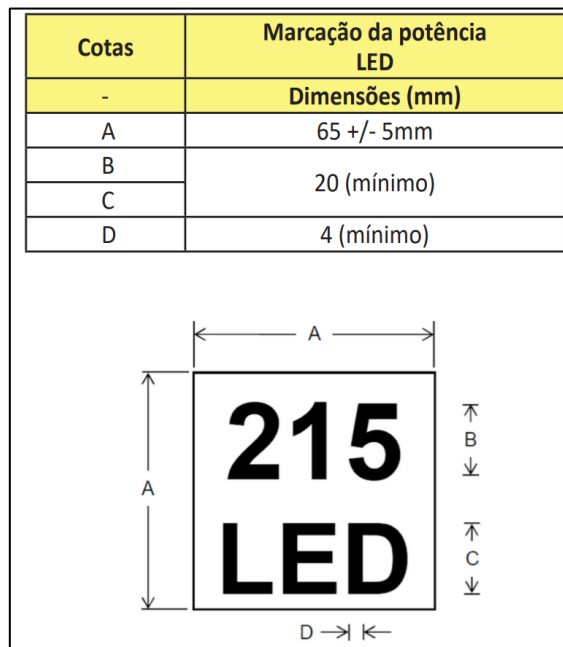 Cotas
Marcação da potência
LED
-
Dimensões (mm)
A
65 +/- 5mm
B
20 (mínimo)
C
D
4 (mínimo)
A
A
215
B
LED
C
D